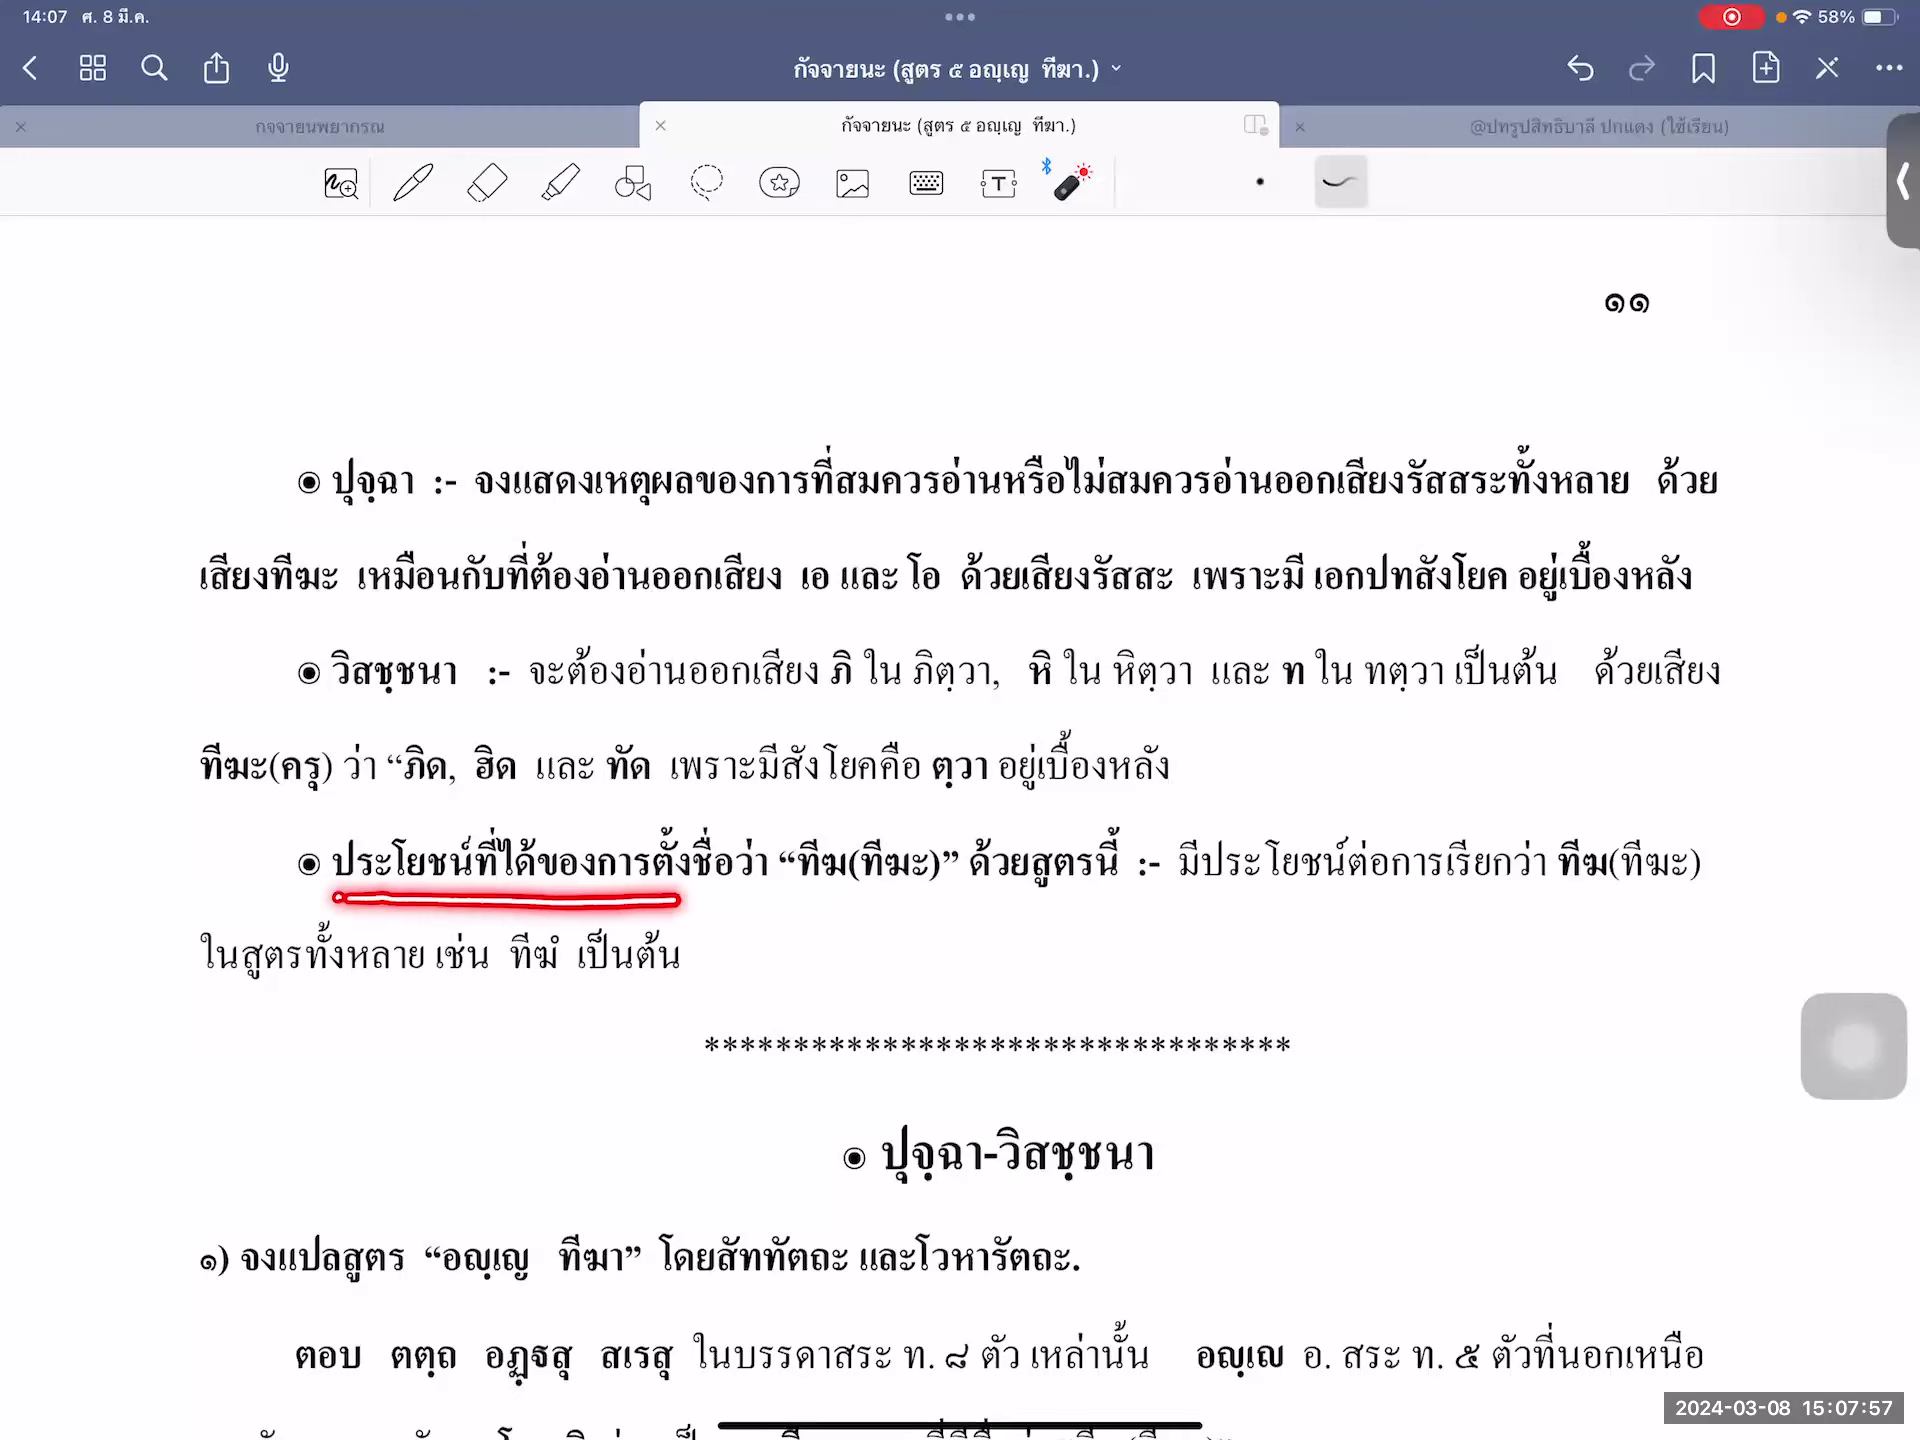 14:07 ศ. 8 มี.ค.
58%
กัจจายนะ (สูตร ๕ อญฺเญ ทีฆา.)
กจจายนพยากรณ
กัจจายนะ (สูตร ๕ อญฺเญ ทีฆา.)
@ปทรูปสิทธิบาลี ปกแดง (ใช้เรียน)
๑๑
๏ ปุจฺฉา :- จงแสดงเหตุผลของการที่สมควรอ่านหรือไม่สมควรอ่านออกเสียงรัสสระทั้งหลาย ด้วย
เสียงทีฆะ เหมือนกับที่ต้องอ่านออกเสียง เอ และ โอ ด้วยเสียงรัสสะ เพราะมี เอกปทสังโยค อยู่เบื้องหลัง
๏ วิสชฺชนา :- จะต้องอ่านออกเสียง ภิ ใน ภิตฺวา, หิ ใน หิตฺวา และ ท ใน ทตฺวา เป็นต้น ด้วยเสียง
ทีฆะ(ครุ) ว่า “ภิด, ฮิด และ ทัด เพราะมีสังโยคคือ ตฺวา อยู่เบื้องหลัง
๏ ประโยชน์ที่ได้ของการตั้งชื่อว่า “ทีฆ(ทีฆะ)” ด้วยสูตรนี้ :- มีประโยชน์ต่อการเรียกว่า ทีฆ(ทีฆะ)
ในสูตรทั้งหลาย เช่น ทีฆํ เป็นต้น
*********************************
๏ ปุจฺฉา-วิสชฺชนา
๑) จงแปลสูตร “อญฺเญ ทีฆา” โดยสัททัตถะ และโวหารัตถะ.
ตอบ ตตฺถ อฏฺฐสุ สเรสุ ในบรรดาสระ ท. ๘ ตัว เหล่านั้น อญฺเญ อ. สระ ท. ๕ ตัวที่นอกเหนือ
2024-03-08 15:07:57